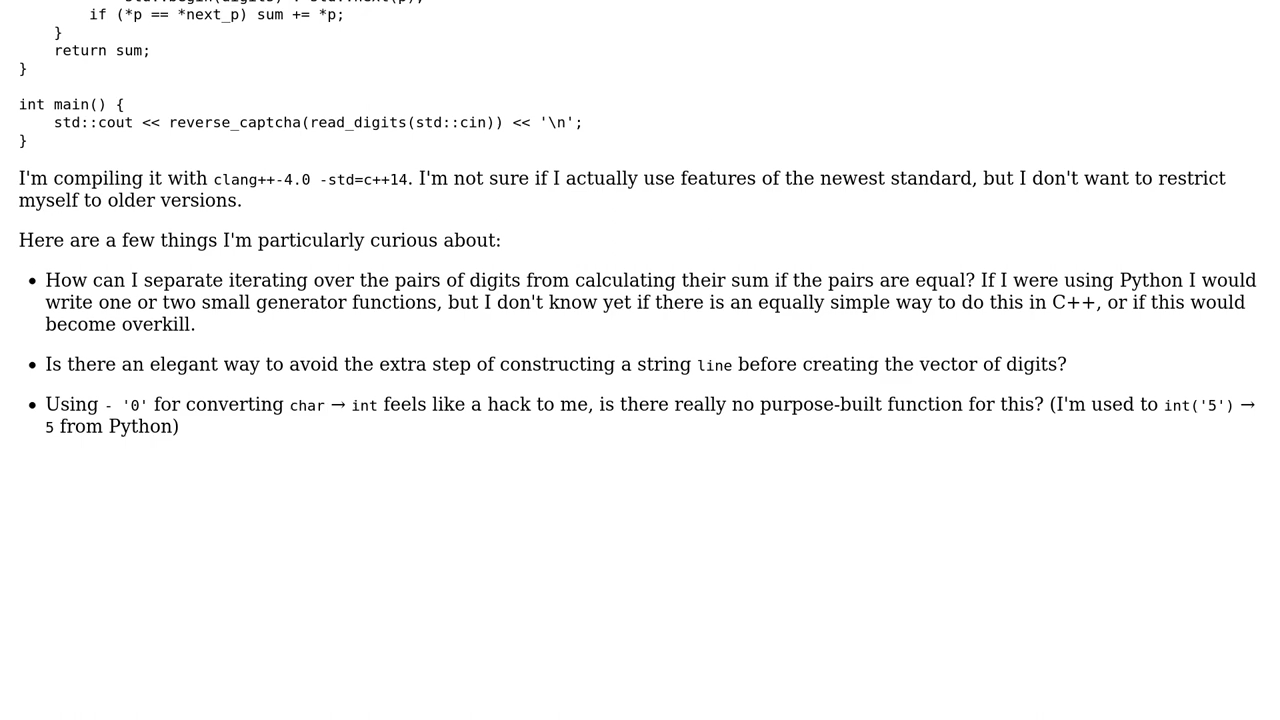 if (*p == *next_p) sum += *p;
}
return sum;
}
int main() {
std::cout << reverse_captcha(read_digits(std::cin)) << '\n';
}
I'm compiling it with clang++-4.0 -std=c++14. I'm not sure if I actually use features of the newest standard, but I don't want to restrict
myself to older versions.
Here are a few things I'm particularly curious about:
• How can I separate iterating over the pairs of digits from calculating their sum if the pairs are equal? If I were using Python I would
write one or two small generator functions, but I don't know yet if there is an equally simple way to do this in C++, or if this would
become overkill.
• Is there an elegant way to avoid the extra step of constructing a string line before creating the vector of digits?
• Using - '0' for converting char → int feels like a hack to me, is there really no purpose-built function for this? (I'm used to int('5') →
5 from Python)